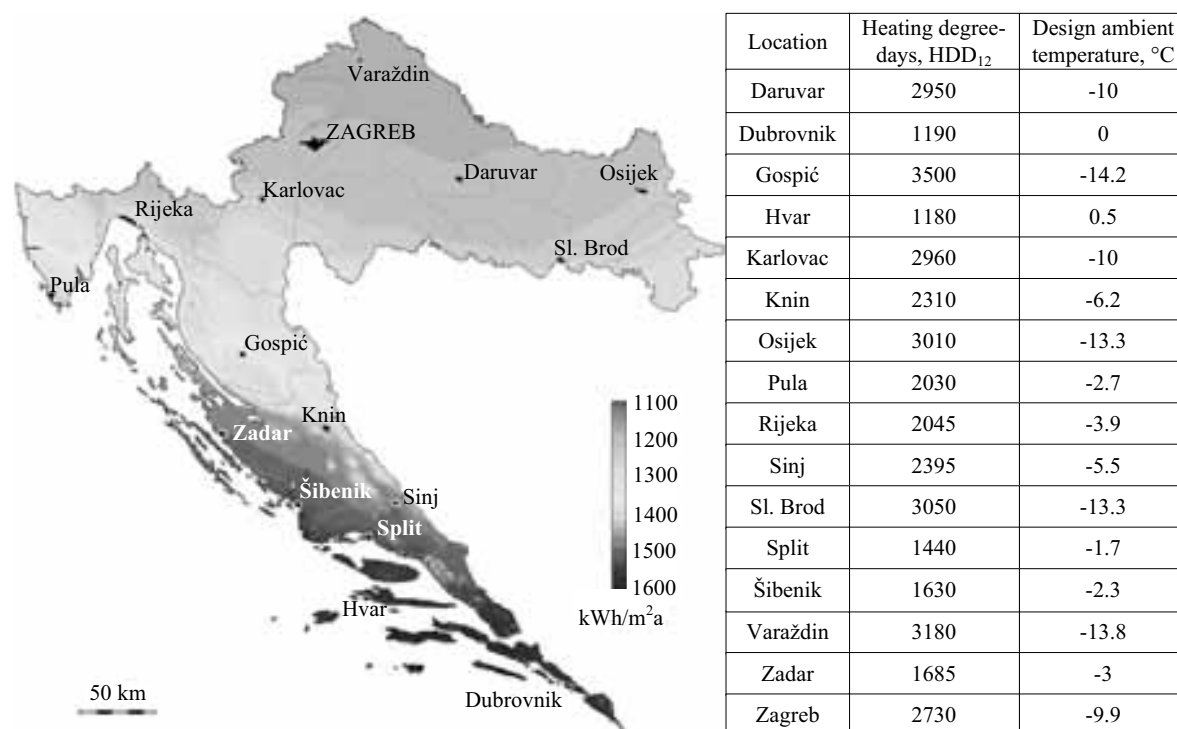 Varaždin
ZAGREB
Daruvar
Osijek
Karlovac
Rijeka
Sl. Brod
Pula
Gospić
Knin
Zadar
Šibenik
Sinj
Split
Hvar
Dubrovnik
50 km
1100
1200
1300
1400
1500
1600
kWh/m²a
Location Heating degree- Design ambient
days, HDD₁₂ temperature, °C
Daruvar 2950 -10
Dubrovnik 1190 0
Gospić 3500 -14.2
Hvar 1180 0.5
Karlovac 2960 -10
Knin 2310 -6.2
Osijek 3010 -13.3
Pula 2030 -2.7
Rijeka 2045 -3.9
Sinj 2395 -5.5
Sl. Brod 3050 -13.3
Split 1440 -1.7
Šibenik 1630 -2.3
Varaždin 3180 -13.8
Zadar 1685 -3
Zagreb 2730 -9.9